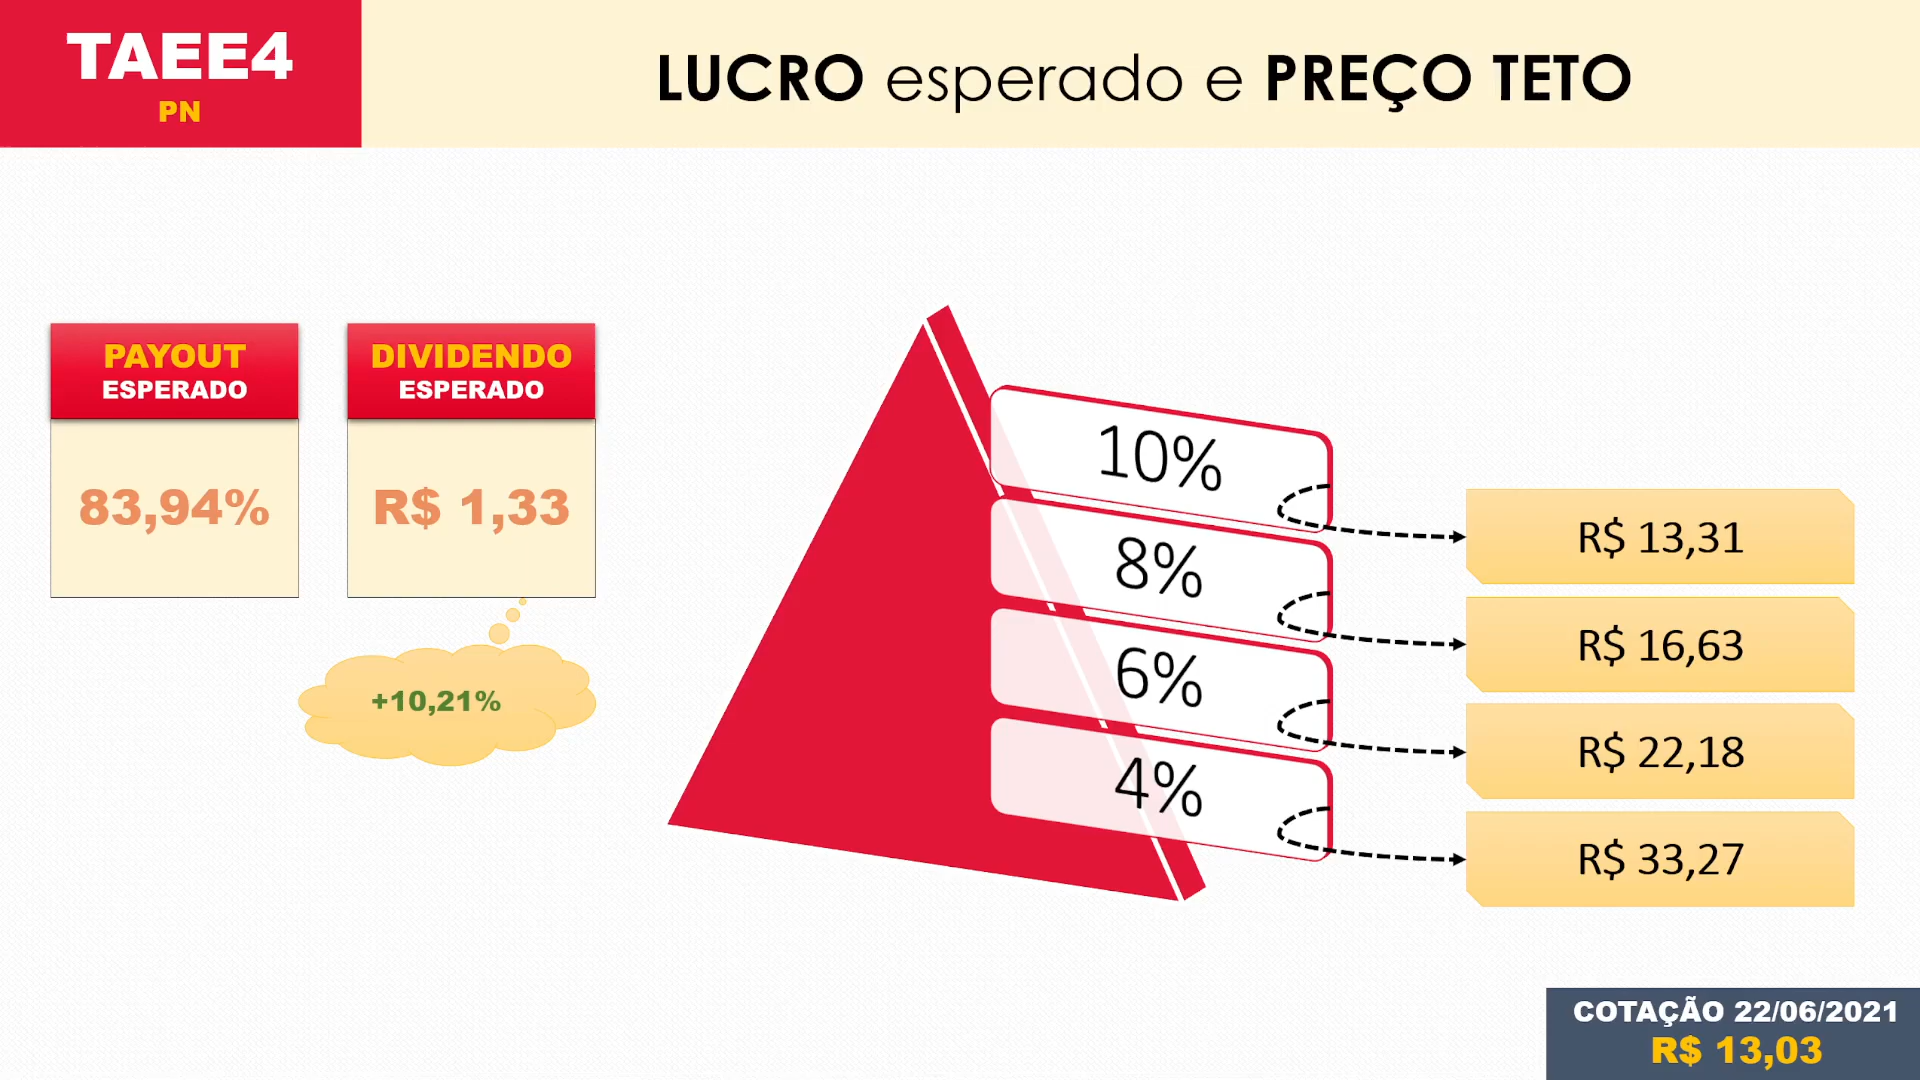 TAEE4
PN
LUCRO esperado e PREÇO TETO
PAYOUT
ESPERADO
83,94%
DIVIDENDO
ESPERADO
R$ 1,33
+10,21%
10%
R$ 13,31
8%
R$ 16,63
6%
R$ 22,18
4%
R$ 33,27
COTAÇÃO 22/06/2021
R$ 13,03